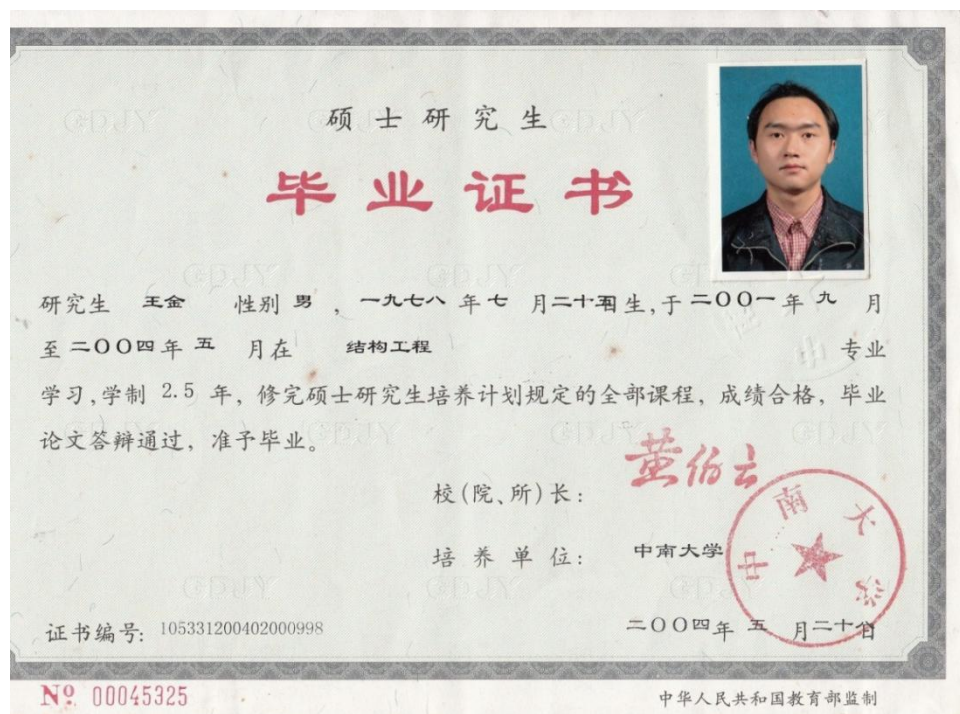 硕士研究生
毕业证书
研究生 王金 性别 男 ，一九七八 年 七 月二十五日生，于 二〇〇一 年 九 月
至 二〇〇四 年 五 月在 结构工程 专业
学习，学制 2.5 年，修完硕士研究生培养计划规定的全部课程，成绩合格，毕业
论文答辩通过，准予毕业。
黄伯云
校（院、所）长：
培养单位： 中南大学
中南大学
证书编号： 105331200402000998
二〇〇四 年 五 月二十日
№ 00045325
中华人民共和国教育部监制
GDJY